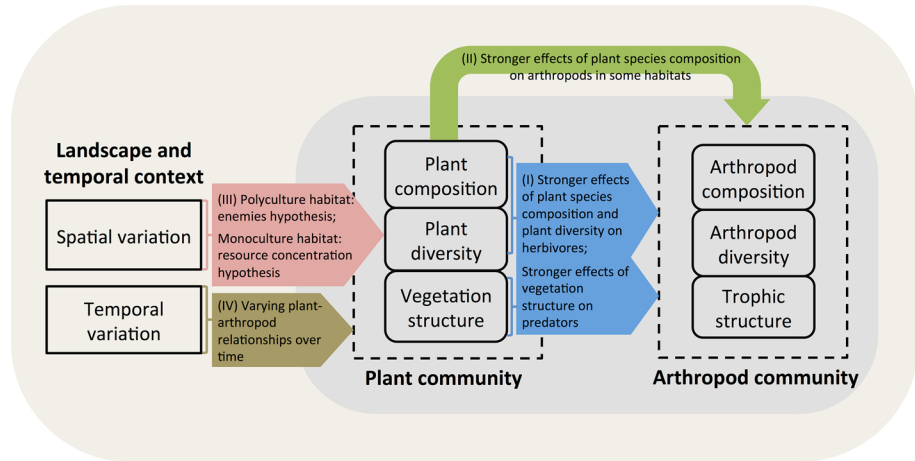 (II) Stronger effects of plant species composition
on arthropods in some habitats
Landscape and
temporal context
Spatial variation
Temporal
variation
(III) Polyculture habitat:
enemies hypothesis;
Monoculture habitat:
resource concentration
hypothesis
(IV) Varying plant-
arthropod
relationships over
time
Plant
composition
Plant
diversity
Vegetation
structure
Plant community
(I) Stronger effects
of plant species
composition and
plant diversity on
herbivores;
Stronger effects of
vegetation
structure on
predators
Arthropod
composition
Arthropod
diversity
Trophic
structure
Arthropod community